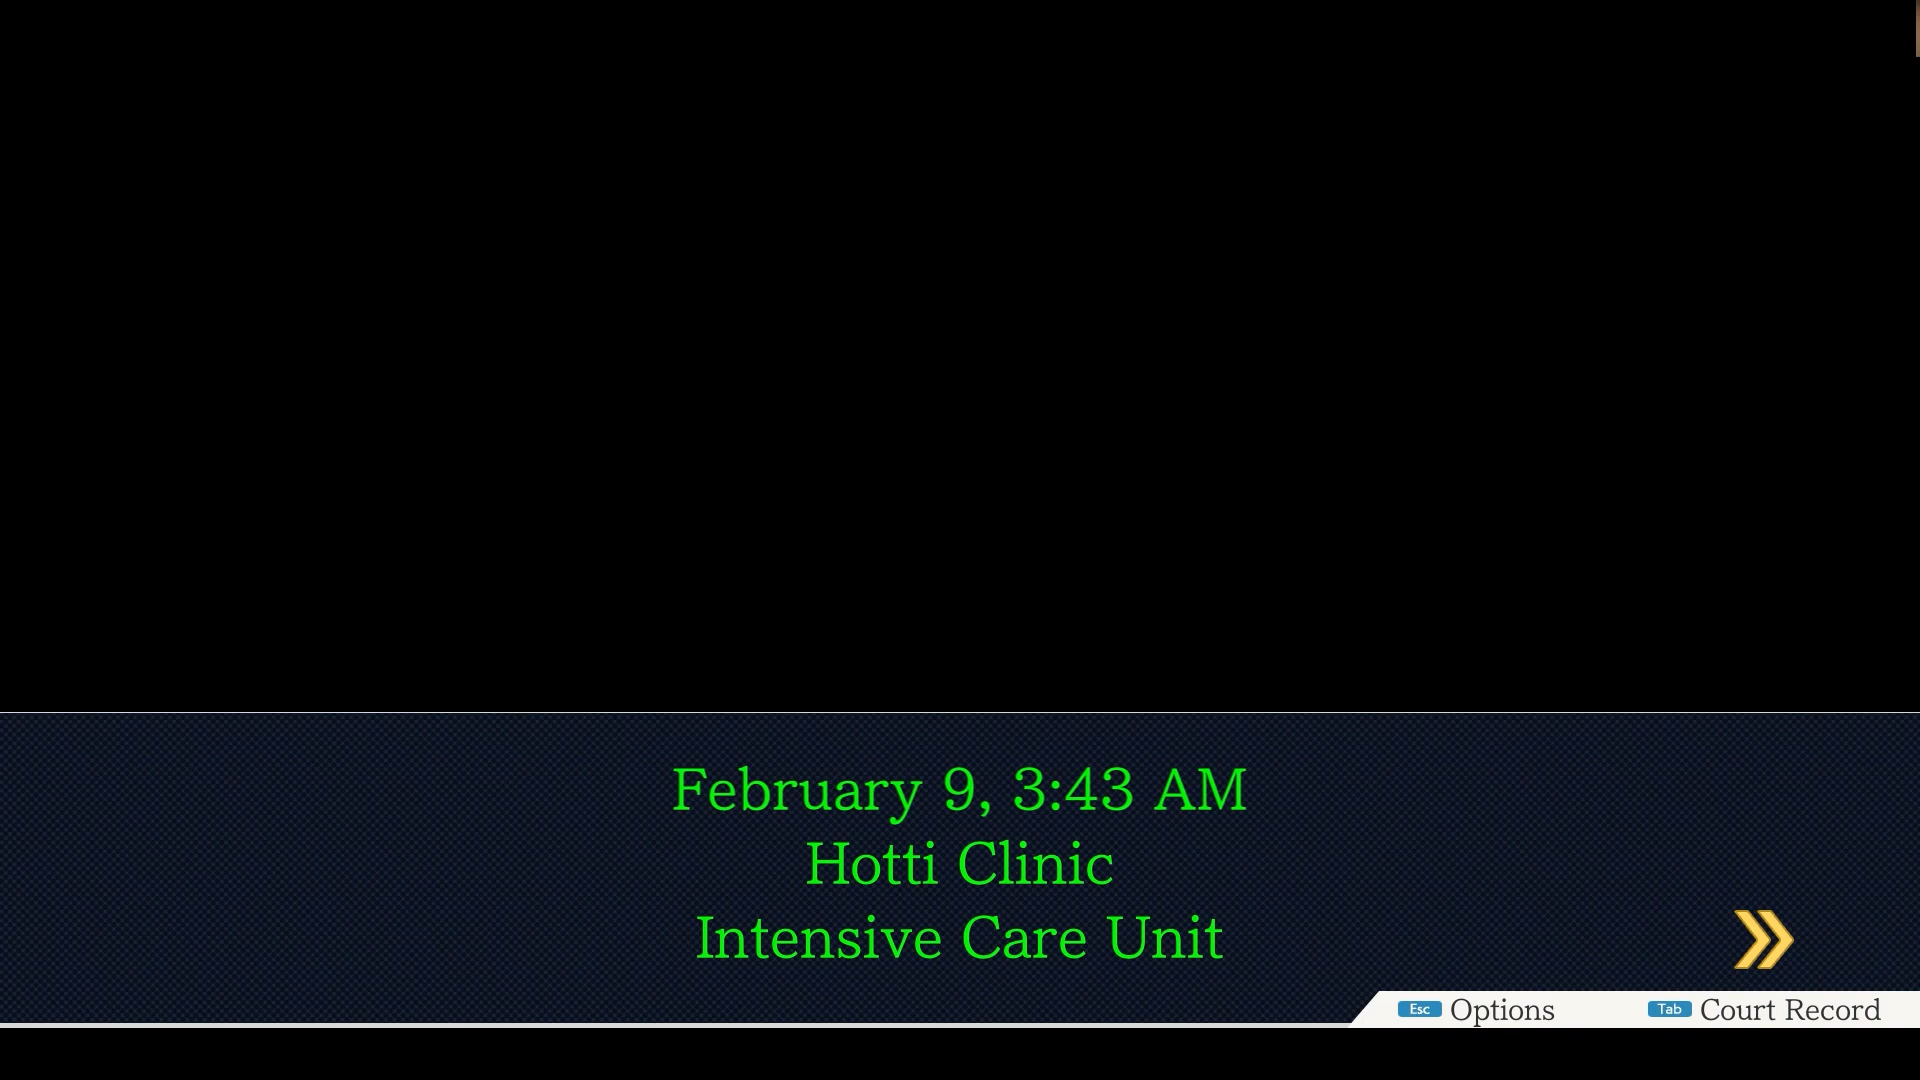 February 9, 3:43 AM
Hotti Clinic
Intensive Care Unit
Esc Options Tab Court Record